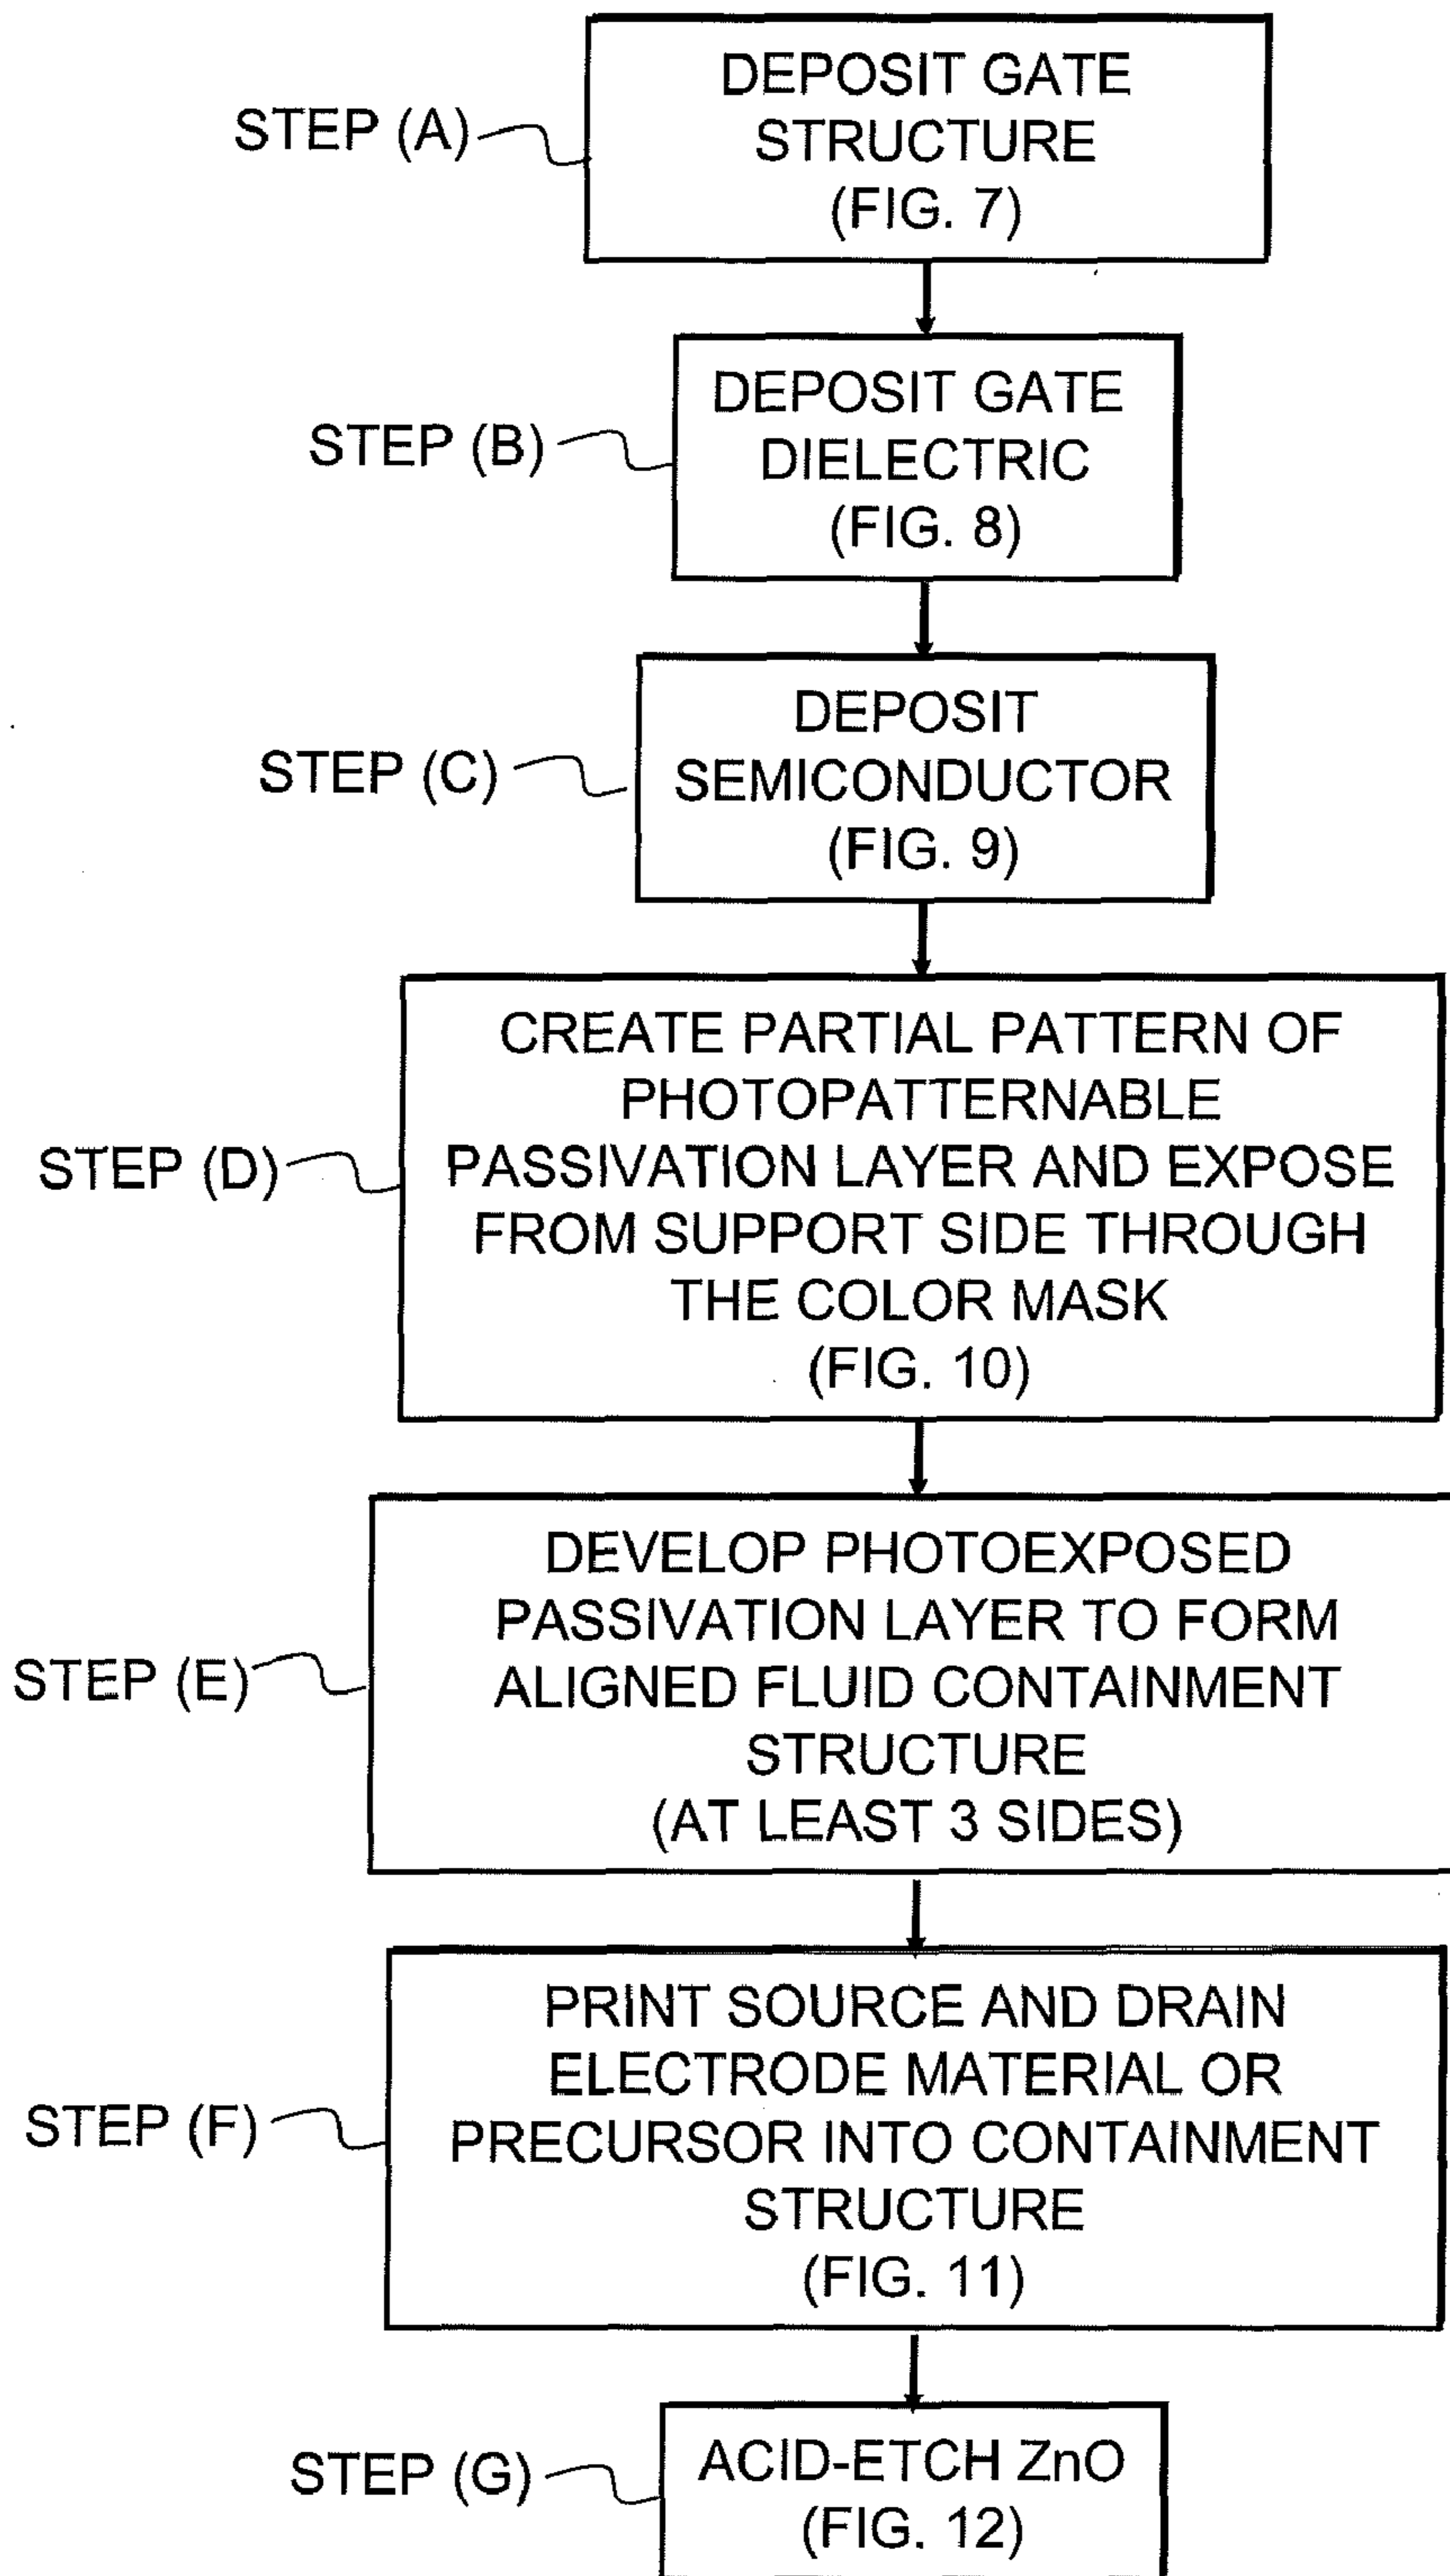 STEP (A)
DEPOSIT GATE
STRUCTURE
(FIG. 7)
STEP (B)
DEPOSIT GATE
DIELECTRIC
(FIG. 8)
STEP (C)
DEPOSIT
SEMICONDUCTOR
(FIG. 9)
STEP (D)
CREATE PARTIAL PATTERN OF
PHOTOPATTERNABLE
PASSIVATION LAYER AND EXPOSE
FROM SUPPORT SIDE THROUGH
THE COLOR MASK
(FIG. 10)
STEP (E)
DEVELOP PHOTOEXPOSED
PASSIVATION LAYER TO FORM
ALIGNED FLUID CONTAINMENT
STRUCTURE
(AT LEAST 3 SIDES)
STEP (F)
PRINT SOURCE AND DRAIN
ELECTRODE MATERIAL OR
PRECURSOR INTO CONTAINMENT
STRUCTURE
(FIG. 11)
STEP (G)
ACID-ETCH ZnO
(FIG. 12)